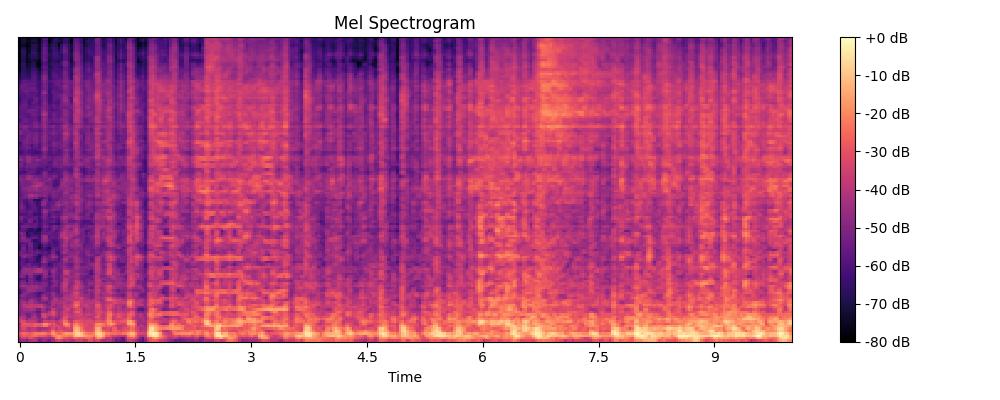 Mel Spectrogram
+0 dB
-10 dB
-20 dB
-30 dB
-40 dB
-50 dB
-60 dB
-70 dB
-80 dB
0 1.5 3 4.5 6 7.5 9
Time